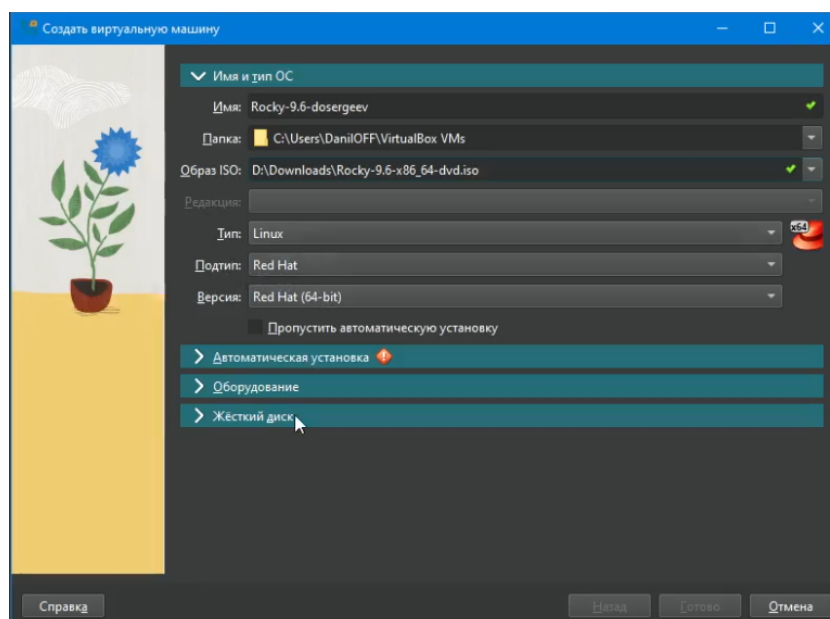 Создать виртуальную машину
Имя и тип ОС
Имя: Rocky-9.6-dosergeev
Папка: C:\Users\DanilOFF\VirtualBox VMs
Образ ISO: D:\Downloads\Rocky-9.6-x86_64-dvd.iso
Редакция:
Тип: Linux
x64
Подтип: Red Hat
Версия: Red Hat (64-bit)
Пропустить автоматическую установку
Автоматическая установка
Оборудование
Жёсткий диск
Справка Назад Готово Отмена